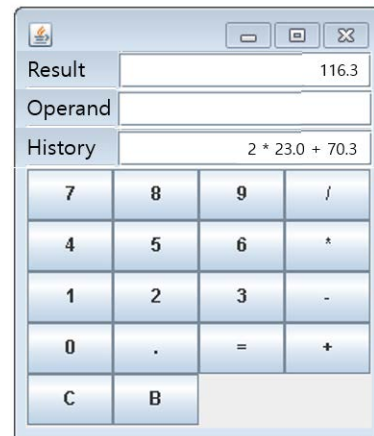 Result 116.3
Operand
History 2 * 23.0 + 70.3
7 8 9 /
4 5 6 *
1 2 3 -
0 . = +
C B